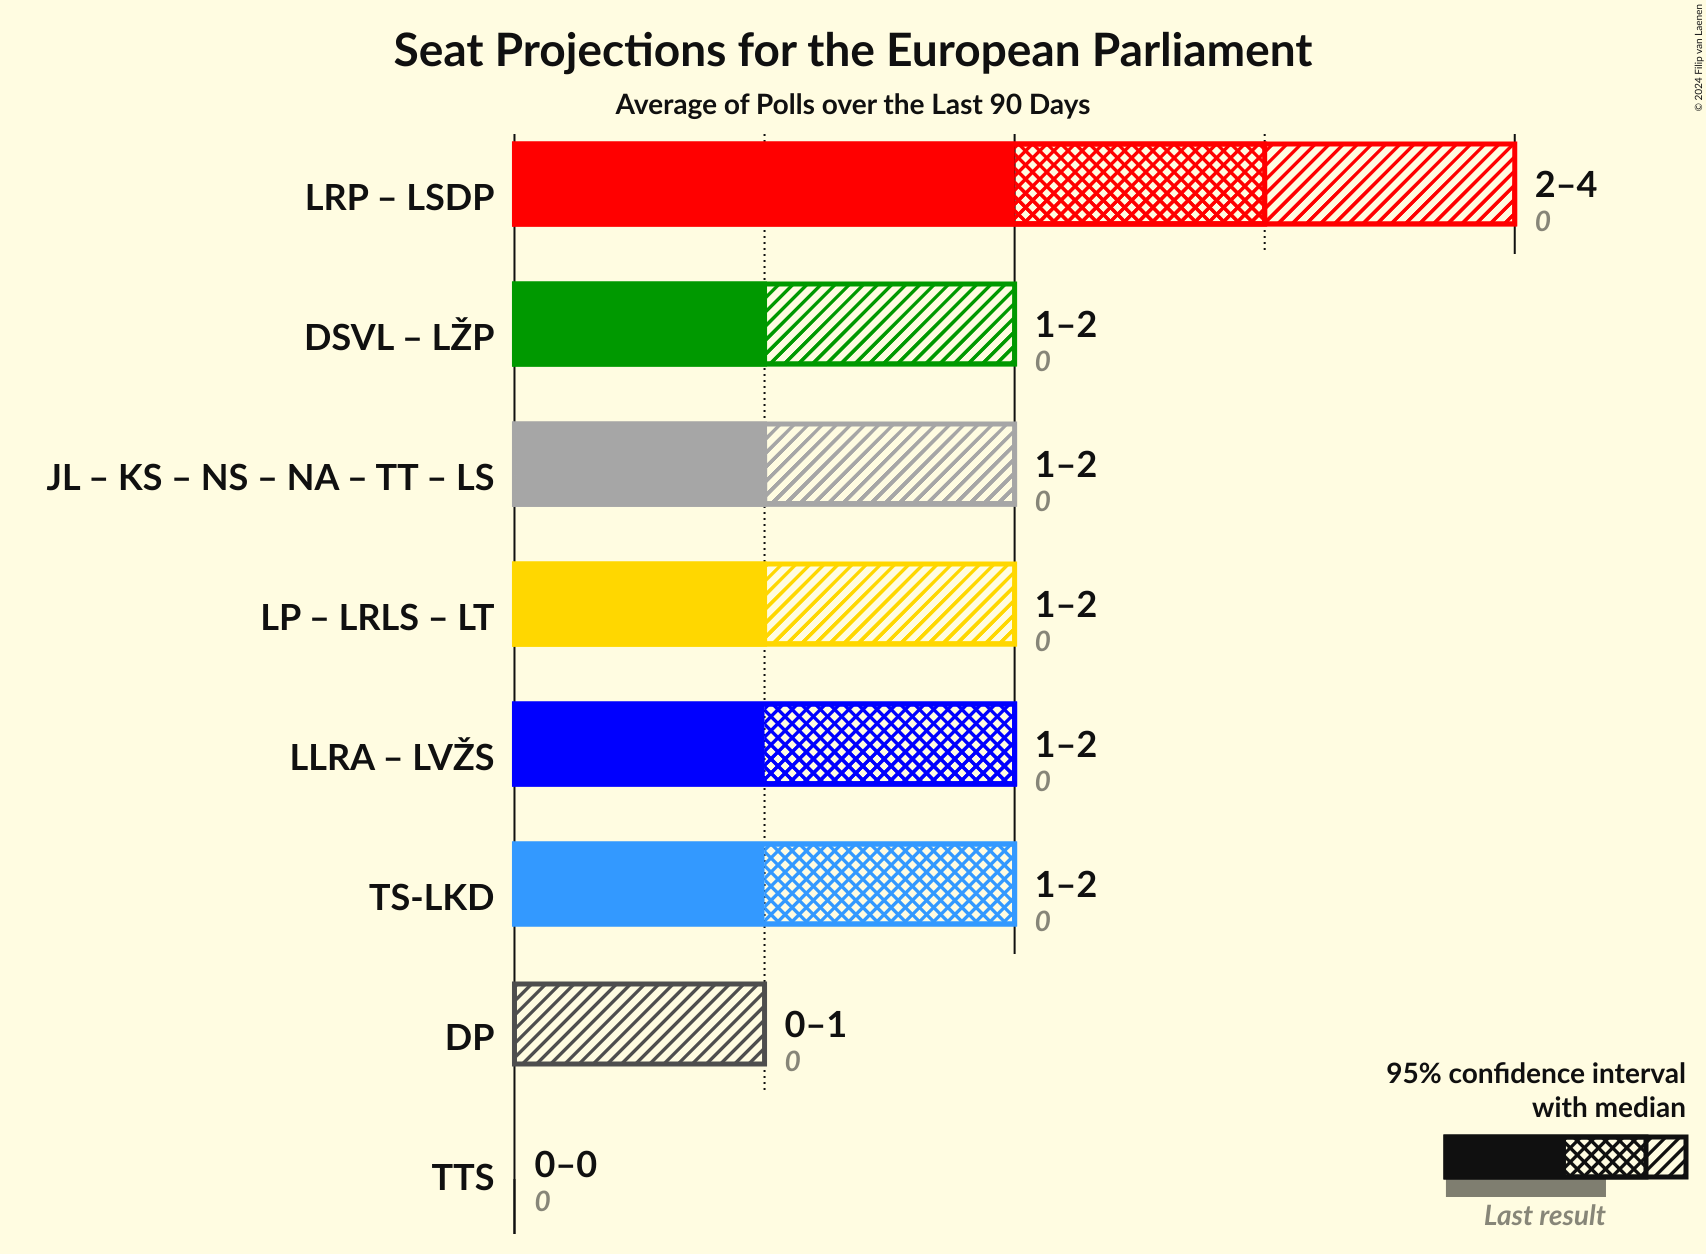 Seat Projections for the European Parliament
Average of Polls over the Last 90 Days
© 2024 Filip van Laenen
LRP – LSDP
2–4
0
DSVL – LŽP
1–2
0
JL – KS – NS – NA – TT – LS
1–2
0
LP – LRLS – LT
1–2
0
LLRA – LVŽS
1–2
0
TS-LKD
1–2
0
DP
0–1
0
TTS
0–0
0
95% confidence interval
with median
Last result